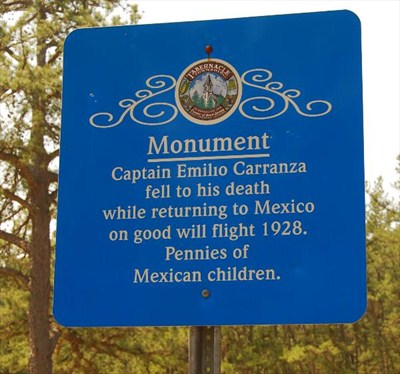 TABERNACLE
Monument
Captain Emilio Carranza
fell to his death
while returning to Mexico
on good will flight 1928.
Pennies of
Mexican children.